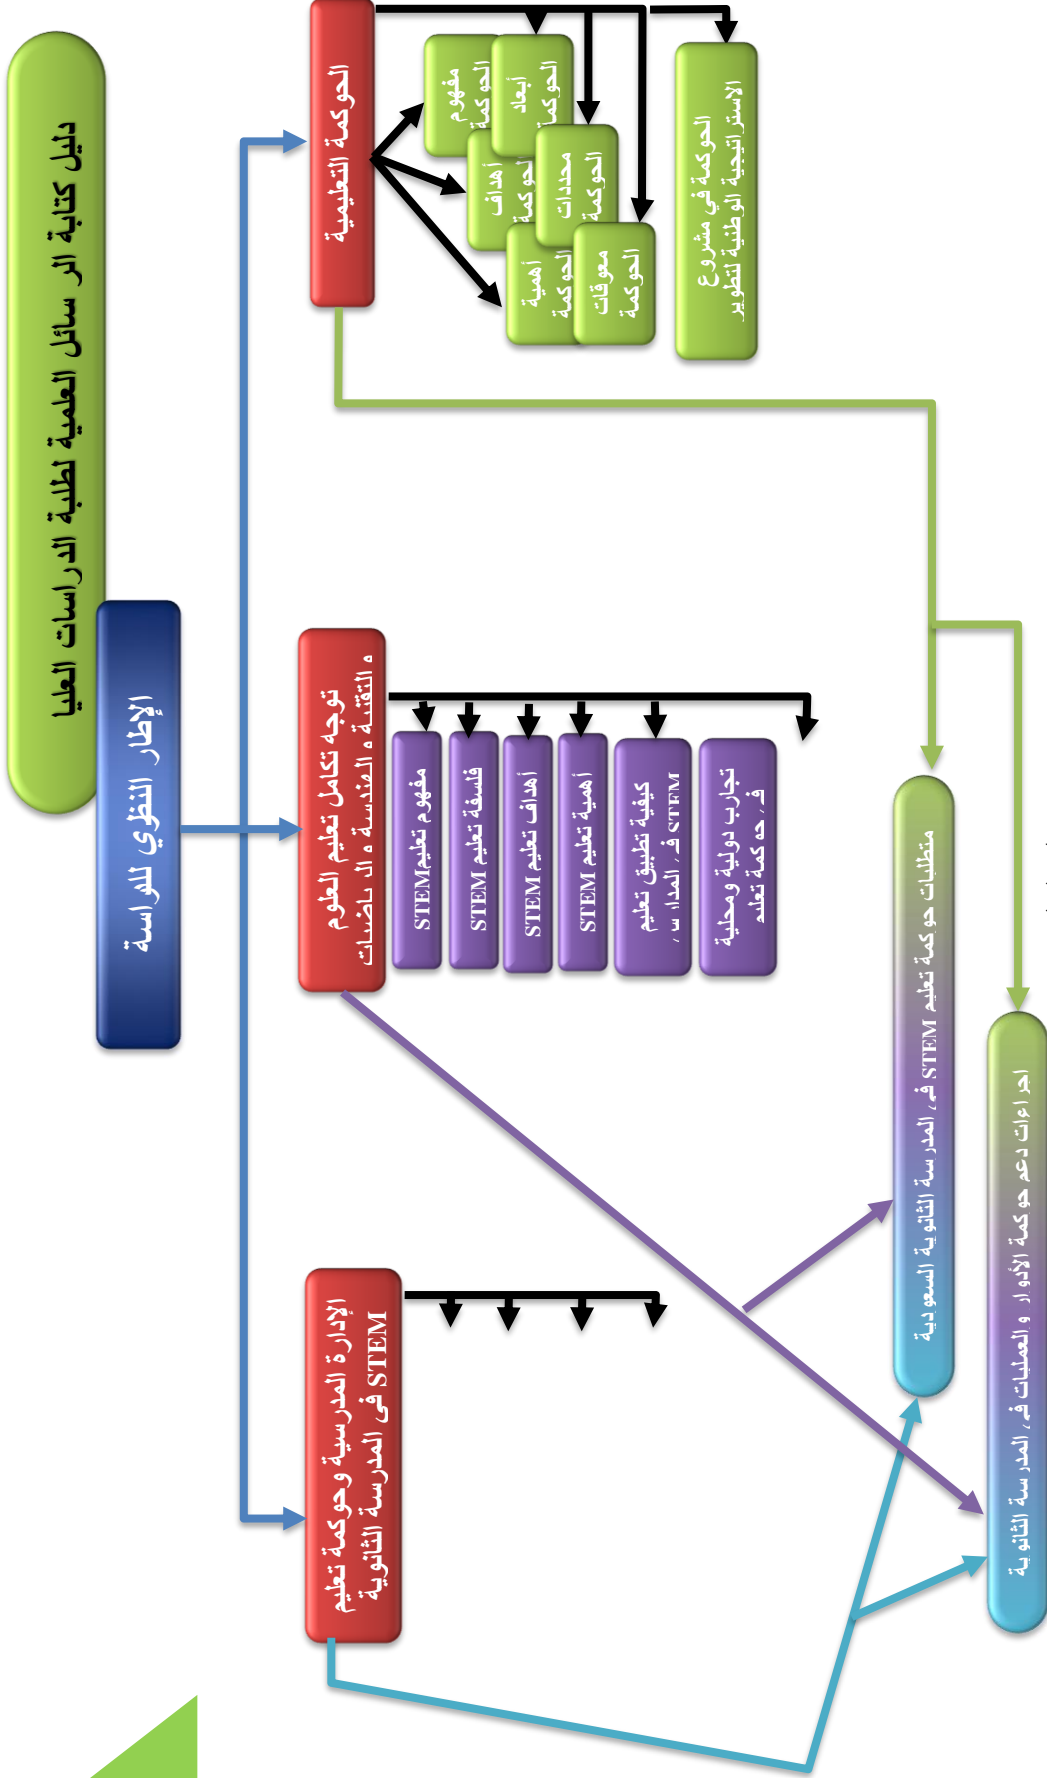 دليل كتابة الرسائل العلمية لطلبة الدراسات العليا
الإطار النظري للدراسة
الحوكمة التعليمية
مفهوم
الحوكمة
أبعاد
الحوكمة
أهداف
الحوكمة
محددات
الحوكمة
أهمية
الحوكمة
معوقات
الحوكمة
الحوكمة في مشروع
الاستراتيجية الوطنية لتطوير
توجه تكامل تعليم العلوم
والتقنية والهندسة والرياضيات
مفهوم تعليمSTEM
فلسفة تعليم STEM
أهداف تعليم STEM
أهمية تعليم STEM
كيفية تطبيق تعليم
STEM في المدارس
تجارب دولية ومحلية
في حوكمة تعليم
الإدارة المدرسية وحوكمة تعليم
STEM في المدرسة الثانوية
متطلبات حوكمة تعليم STEM في المدرسة الثانوية السعودية
اجراءات دعم حوكمة الأدوار والعمليات في المدرسة الثانوية